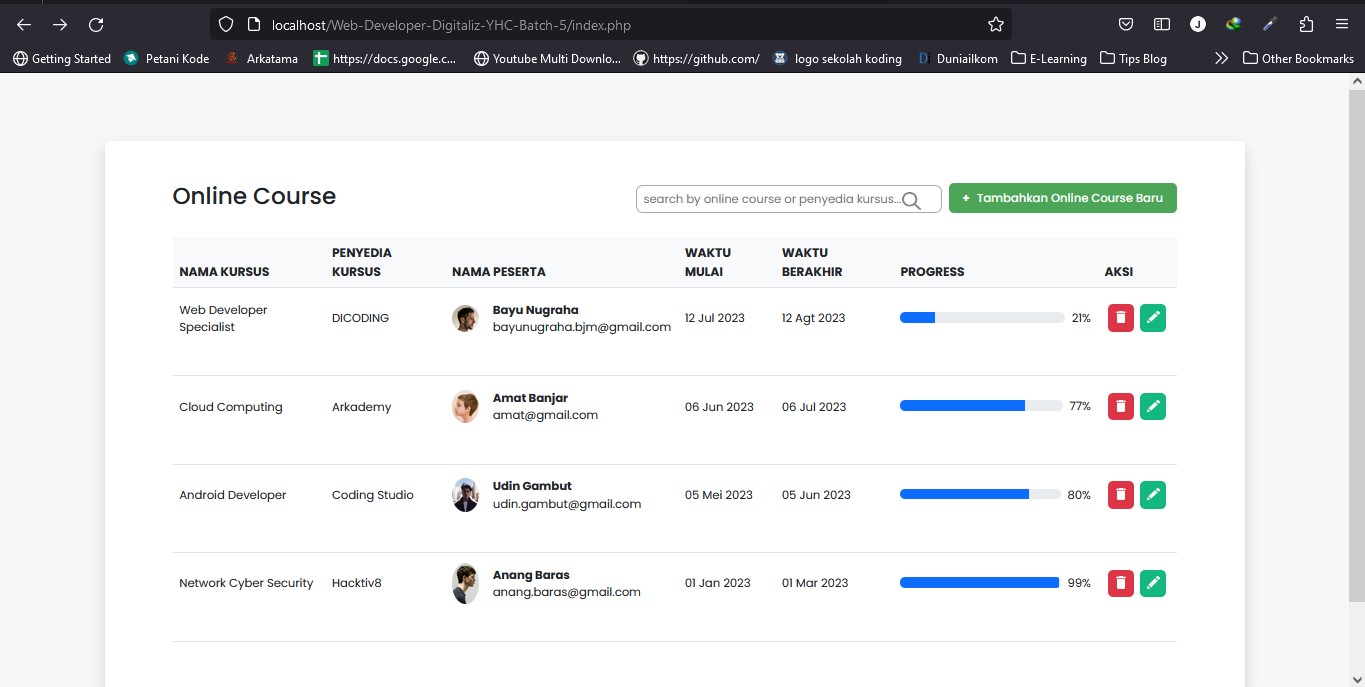 localhost/Web-Developer-Digitaliz-YHC-Batch-5/index.php
J
Getting Started Petani Kode Arkatama https://docs.google.c... Youtube Multi Downlo... https://github.com/ logo sekolah koding Duniailkom E-Learning Tips Blog Other Bookmarks
Online Course
search by online course or penyedia kursus...
+ Tambahkan Online Course Baru
NAMA KURSUS PENYEDIA KURSUS NAMA PESERTA WAKTU MULAI WAKTU BERAKHIR PROGRESS AKSI
Web Developer Specialist DICODING Bayu Nugraha bayunugraha.bjm@gmail.com 12 Jul 2023 12 Agt 2023 21%
Cloud Computing Arkademy Amat Banjar amat@gmail.com 06 Jun 2023 06 Jul 2023 77%
Android Developer Coding Studio Udin Gambut udin.gambut@gmail.com 05 Mei 2023 05 Jun 2023 80%
Network Cyber Security Hacktiv8 Anang Baras anang.baras@gmail.com 01 Jan 2023 01 Mar 2023 99%